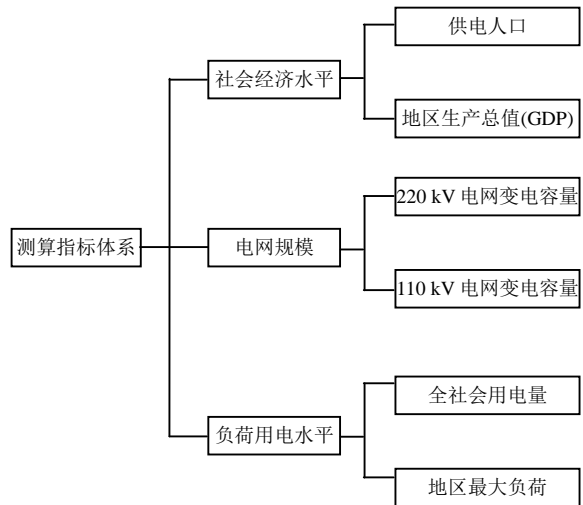 供电人口
社会经济水平
地区生产总值(GDP)
220 kV 电网变电容量
测算指标体系
电网规模
110 kV 电网变电容量
全社会用电量
负荷用电水平
地区最大负荷